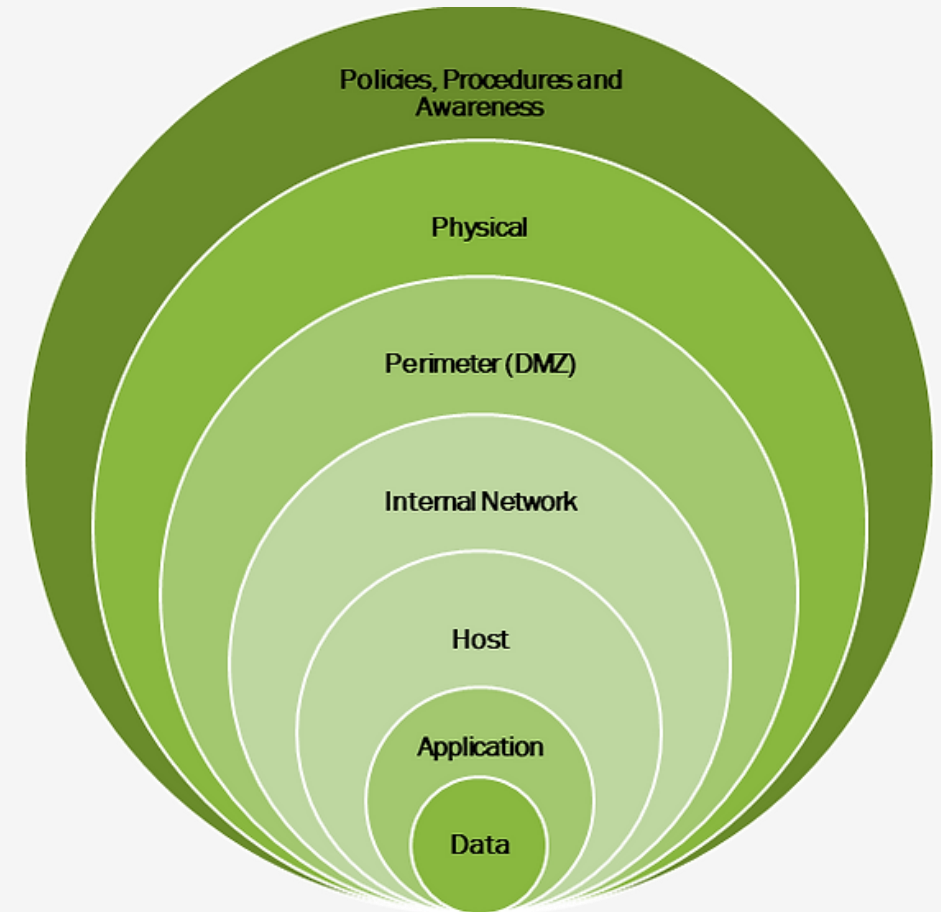 Policies, Procedures and
Awareness
Physical
Perimeter (DMZ)
Internal Network
Host
Application
Data